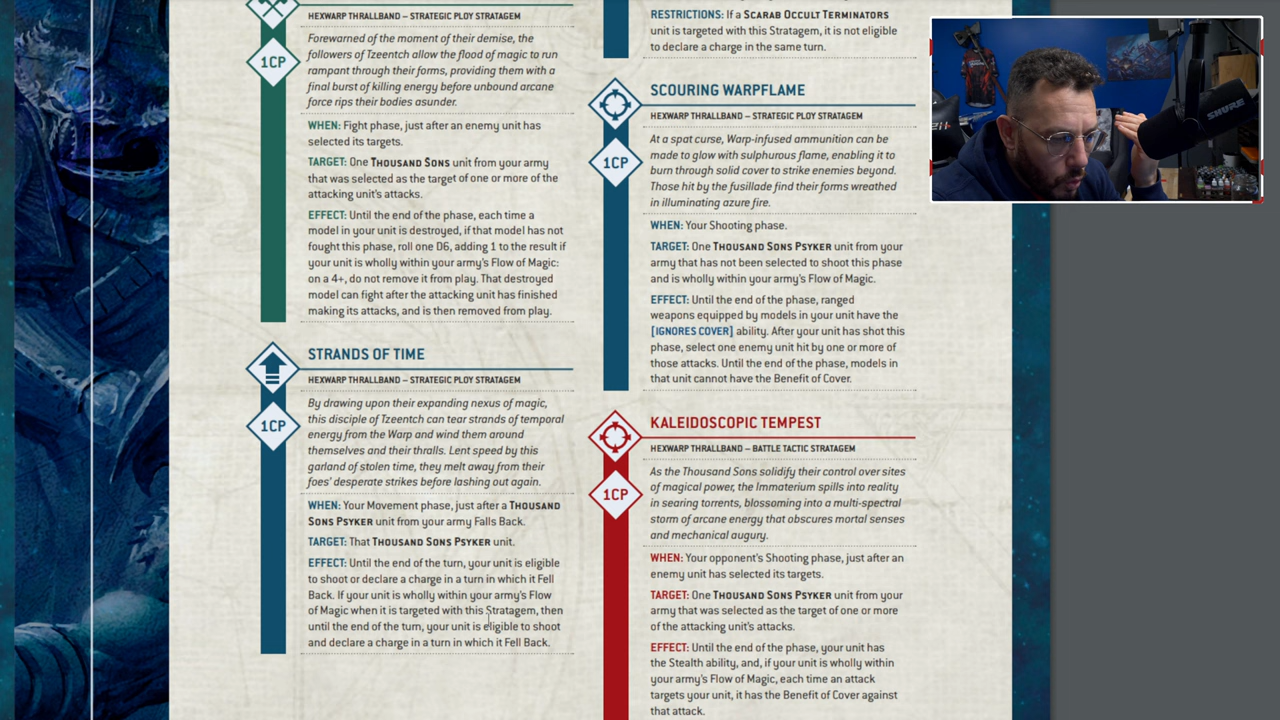 HEXWARP THRALLBAND – STRATEGIC PLOY STRATAGEM
1CP
Forewarned of the moment of their demise, the
followers of Tzeentch allow the flood of magic to run
rampant through their forms, providing them with a
final burst of killing energy before unbound arcane
force rips their bodies asunder.
WHEN: Fight phase, just after an enemy unit has
selected its targets.
TARGET: One THOUSAND SONS unit from your army
that was selected as the target of one or more of the
attacking unit's attacks.
EFFECT: Until the end of the phase, each time a
model in your unit is destroyed, if that model has not
fought this phase, roll one D6, adding 1 to the result if
your unit is wholly within your army's Flow of Magic:
on a 4+, do not remove it from play. That destroyed
model can fight after the attacking unit has finished
making its attacks, and is then removed from play.
STRANDS OF TIME
HEXWARP THRALLBAND – STRATEGIC PLOY STRATAGEM
1CP
By drawing upon their expanding nexus of magic,
this disciple of Tzeentch can tear strands of temporal
energy from the Warp and wind them around
themselves and their thralls. Lent speed by this
garland of stolen time, they melt away from their
foes' desperate strikes before lashing out again.
WHEN: Your Movement phase, just after a THOUSAND
SONS PSYKER unit from your army Falls Back.
TARGET: That THOUSAND SONS PSYKER unit.
EFFECT: Until the end of the turn, your unit is eligible
to shoot or declare a charge in a turn in which it Fell
Back. If your unit is wholly within your army's Flow
of Magic when it is targeted with this Stratagem, then
until the end of the turn, your unit is eligible to shoot
and declare a charge in a turn in which it Fell Back.
RESTRICTIONS: If a SCARAB OCCULT TERMINATORS
unit is targeted with this Stratagem, it is not eligible
to declare a charge in the same turn.
SCOURING WARPFLAME
HEXWARP THRALLBAND – STRATEGIC PLOY STRATAGEM
1CP
At a spat curse, Warp-infused ammunition can be
made to glow with sulphurous flame, enabling it to
burn through solid cover to strike enemies beyond.
Those hit by the fusillade find their forms wreathed
in illuminating azure fire.
WHEN: Your Shooting phase.
TARGET: One THOUSAND SONS PSYKER unit from your
army that has not been selected to shoot this phase
and is wholly within your army's Flow of Magic.
EFFECT: Until the end of the phase, ranged
weapons equipped by models in your unit have the
[IGNORES COVER] ability. After your unit has shot this
phase, select one enemy unit hit by one or more of
those attacks. Until the end of the phase, models in
that unit cannot have the Benefit of Cover.
KALEIDOSCOPIC TEMPEST
HEXWARP THRALLBAND – BATTLE TACTIC STRATAGEM
1CP
As the Thousand Sons solidify their control over sites
of magical power, the Immaterium spills into reality
in searing torrents, blossoming into a multi-spectral
storm of arcane energy that obscures mortal senses
and mechanical augury.
WHEN: Your opponent's Shooting phase, just after an
enemy unit has selected its targets.
TARGET: One THOUSAND SONS PSYKER unit from your
army that was selected as the target of one or more
of the attacking unit's attacks.
EFFECT: Until the end of the phase, your unit has
the Stealth ability, and, if your unit is wholly within
your army's Flow of Magic, each time an attack
targets your unit, it has the Benefit of Cover against
that attack.
SHURE